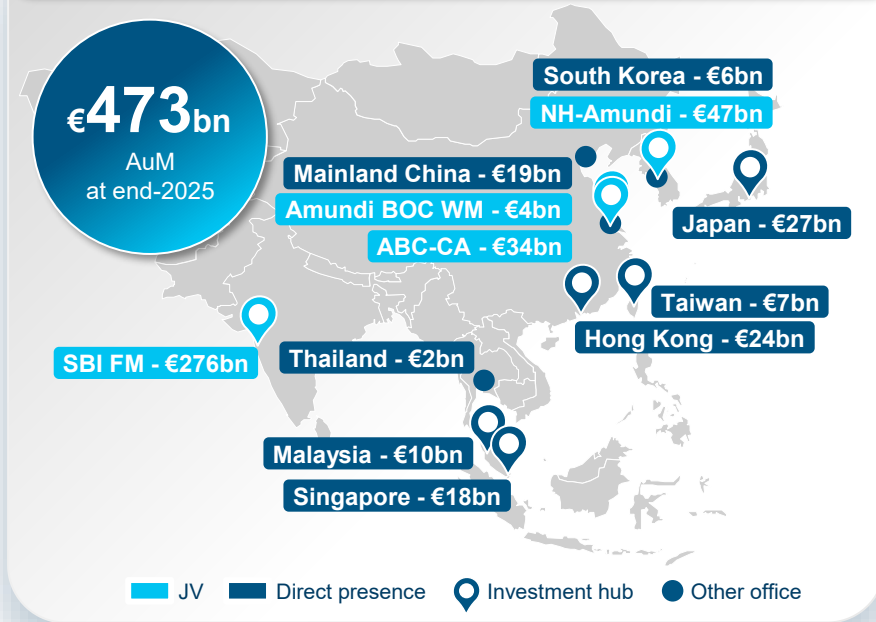 €473bn
AuM
at end-2025
South Korea - €6bn
NH-Amundi - €47bn
Mainland China - €19bn
Amundi BOC WM - €4bn
ABC-CA - €34bn
Japan - €27bn
Taiwan - €7bn
Hong Kong - €24bn
SBI FM - €276bn
Thailand - €2bn
Malaysia - €10bn
Singapore - €18bn
JV Direct presence Investment hub Other office